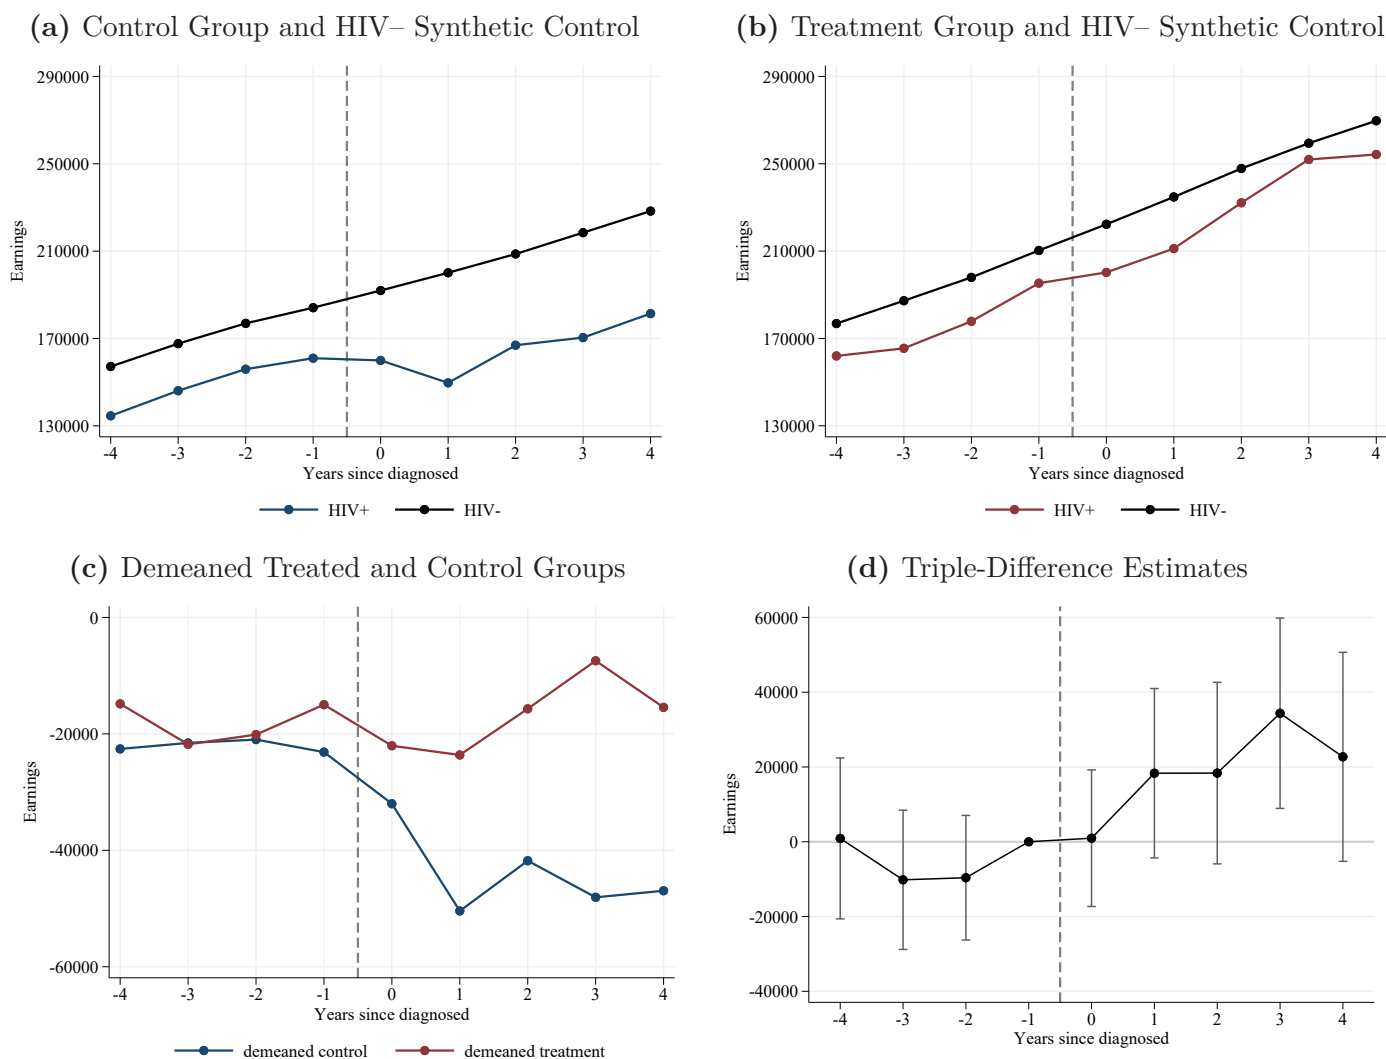 (a) Control Group and HIV– Synthetic Control
290000
250000
210000
170000
130000
Earnings
-4 -3 -2 -1 0 1 2 3 4
Years since diagnosed
HIV+ HIV-
(b) Treatment Group and HIV– Synthetic Control
290000
250000
210000
170000
130000
Earnings
-4 -3 -2 -1 0 1 2 3 4
Years since diagnosed
HIV+ HIV-
(c) Demeaned Treated and Control Groups
0
-20000
-40000
-60000
Earnings
-4 -3 -2 -1 0 1 2 3 4
Years since diagnosed
demeaned control demeaned treatment
(d) Triple-Difference Estimates
60000
40000
20000
0
-20000
-40000
Earnings
-4 -3 -2 -1 0 1 2 3 4
Years since diagnosed